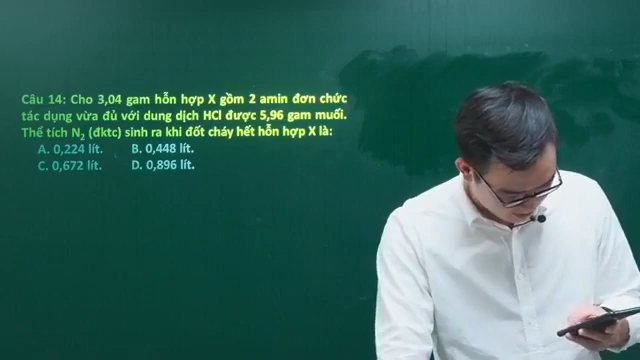 Câu 14: Cho 3,04 gam hỗn hợp X gồm 2 amin đơn chức
tác dụng vừa đủ với dung dịch HCl được 5,96 gam muối.
Thể tích N₂ (đktc) sinh ra khi đốt cháy hết hỗn hợp X là:
A. 0,224 lít. B. 0,448 lít.
C. 0,672 lít. D. 0,896 lít.